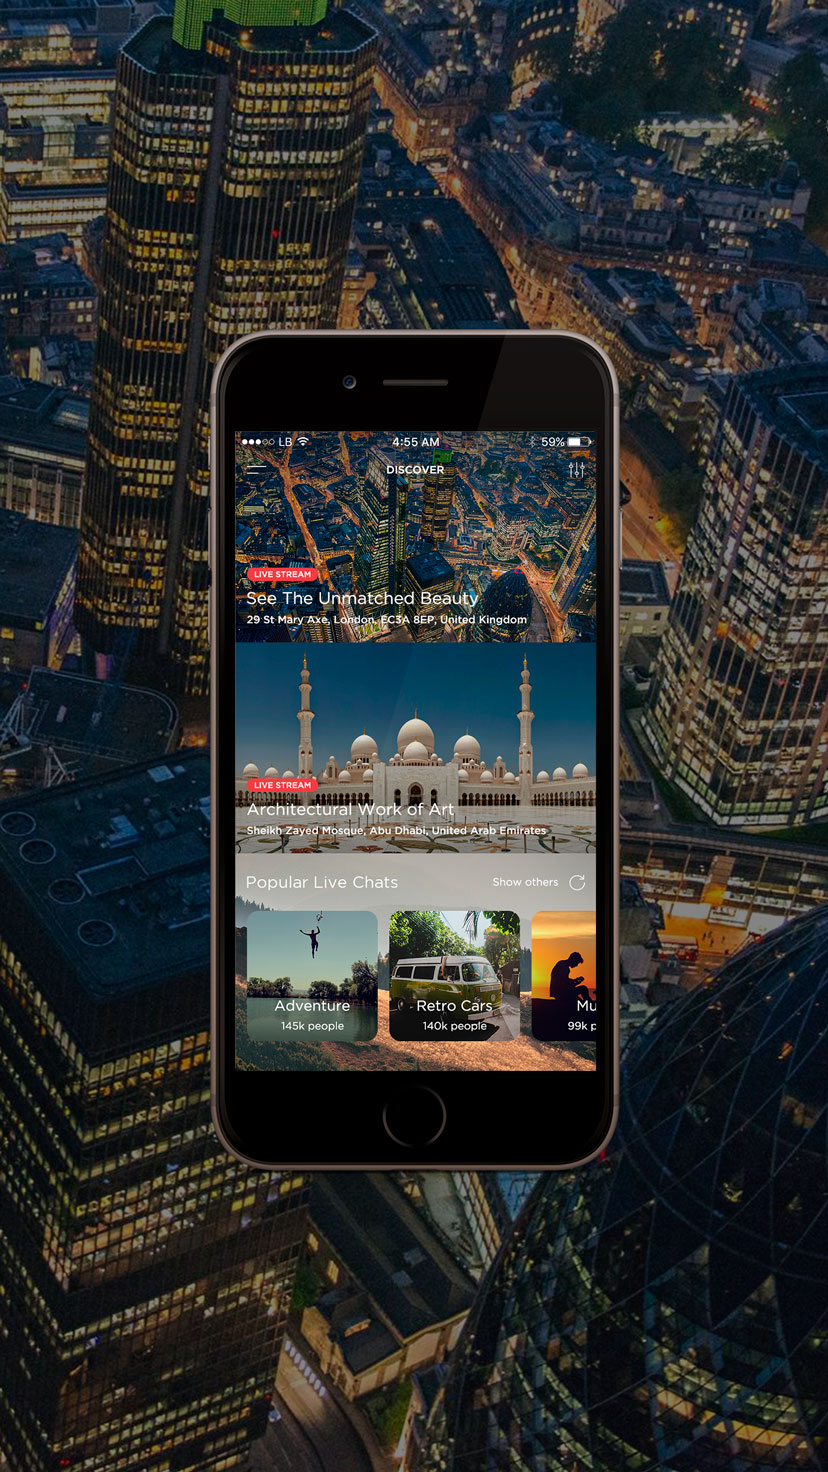 LB 4:55 AM 59%
DISCOVER
LIVE STREAM
See The Unmatched Beauty
29 St Mary Axe, London, EC3A 8EP, United Kingdom
LIVE STREAM
Architectural Work of Art
Sheikh Zayed Mosque, Abu Dhabi, United Arab Emirates
Popular Live Chats Show others
Adventure Retro Cars Mu
145k people 140k people 99k p